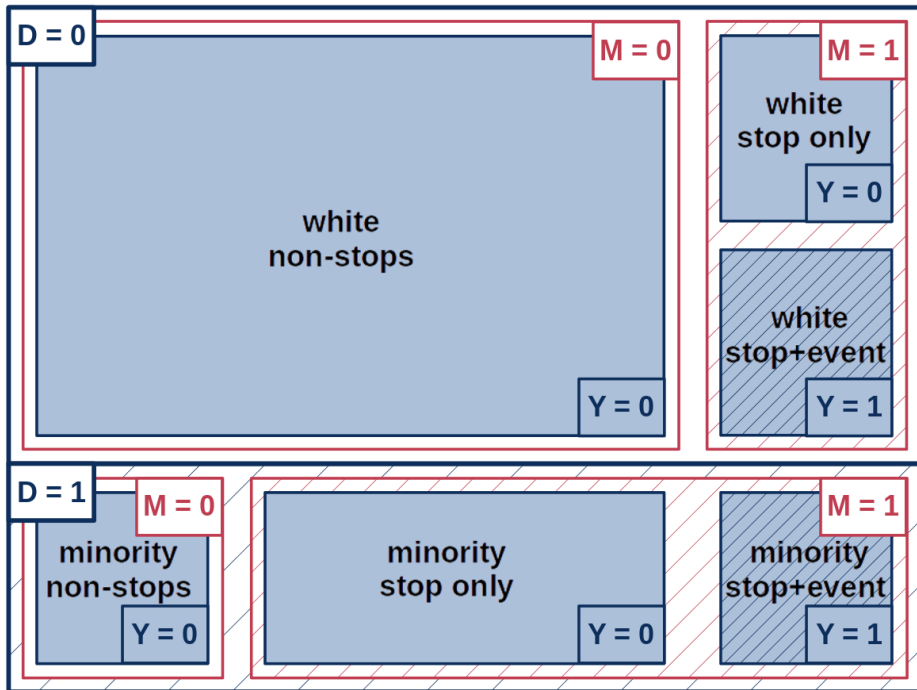 D = 0
M = 0
M = 1
white
stop only
Y = 0
white
non-stops
white
stop+event
Y = 0
Y = 1
D = 1
M = 0
M = 1
minority
non-stops
minority
stop only
minority
stop+event
Y = 0
Y = 0
Y = 1